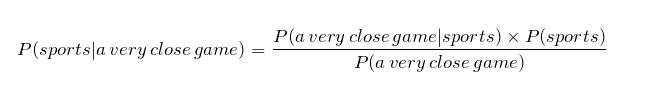 P(sports|a very close game) = P(a very close game|sports) × P(sports) / P(a very close game)